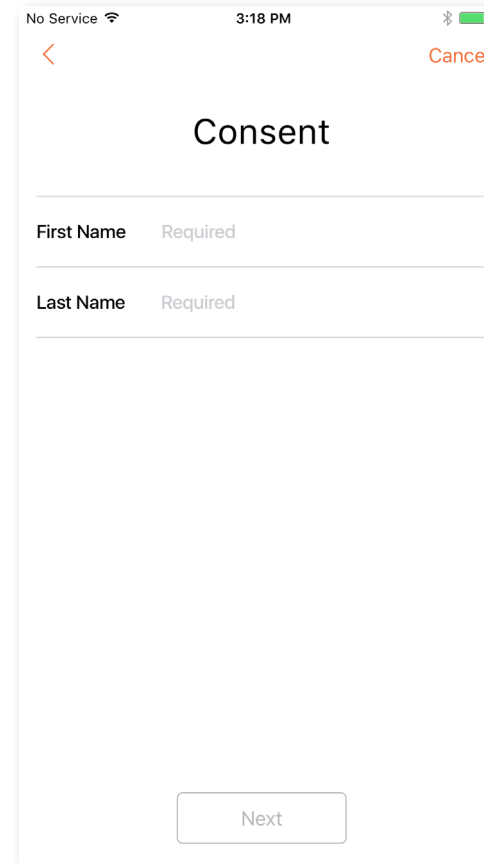 No Service 3:18 PM
Cance
Consent
First Name Required
Last Name Required
Next